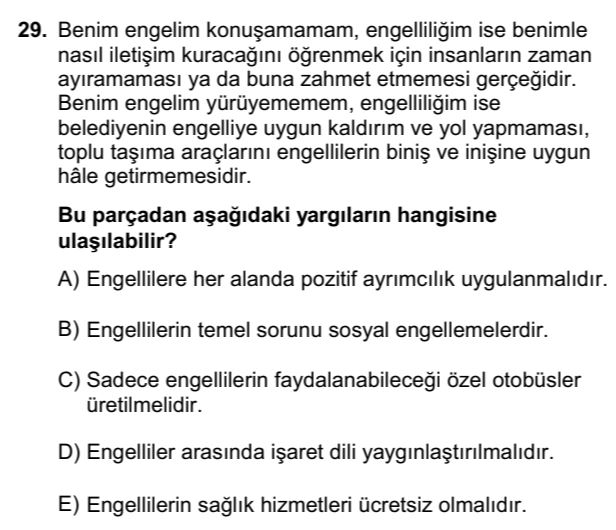 29. Benim engelim konuşamamam, engelliliğim ise benimle
nasıl iletişim kuracağını öğrenmek için insanların zaman
ayıramaması ya da buna zahmet etmemesi gerçeğidir.
Benim engelim yürüyememem, engelliliğim ise
belediyenin engelliye uygun kaldırım ve yol yapmaması,
toplu taşıma araçlarını engellilerin biniş ve inişine uygun
hâle getirmemesidir.
Bu parçadan aşağıdaki yargıların hangisine
ulaşılabilir?
A) Engellilere her alanda pozitif ayrımcılık uygulanmalıdır.
B) Engellilerin temel sorunu sosyal engellemelerdir.
C) Sadece engellilerin faydalanabileceği özel otobüsler
üretilmelidir.
D) Engelliler arasında işaret dili yaygınlaştırılmalıdır.
E) Engellilerin sağlık hizmetleri ücretsiz olmalıdır.